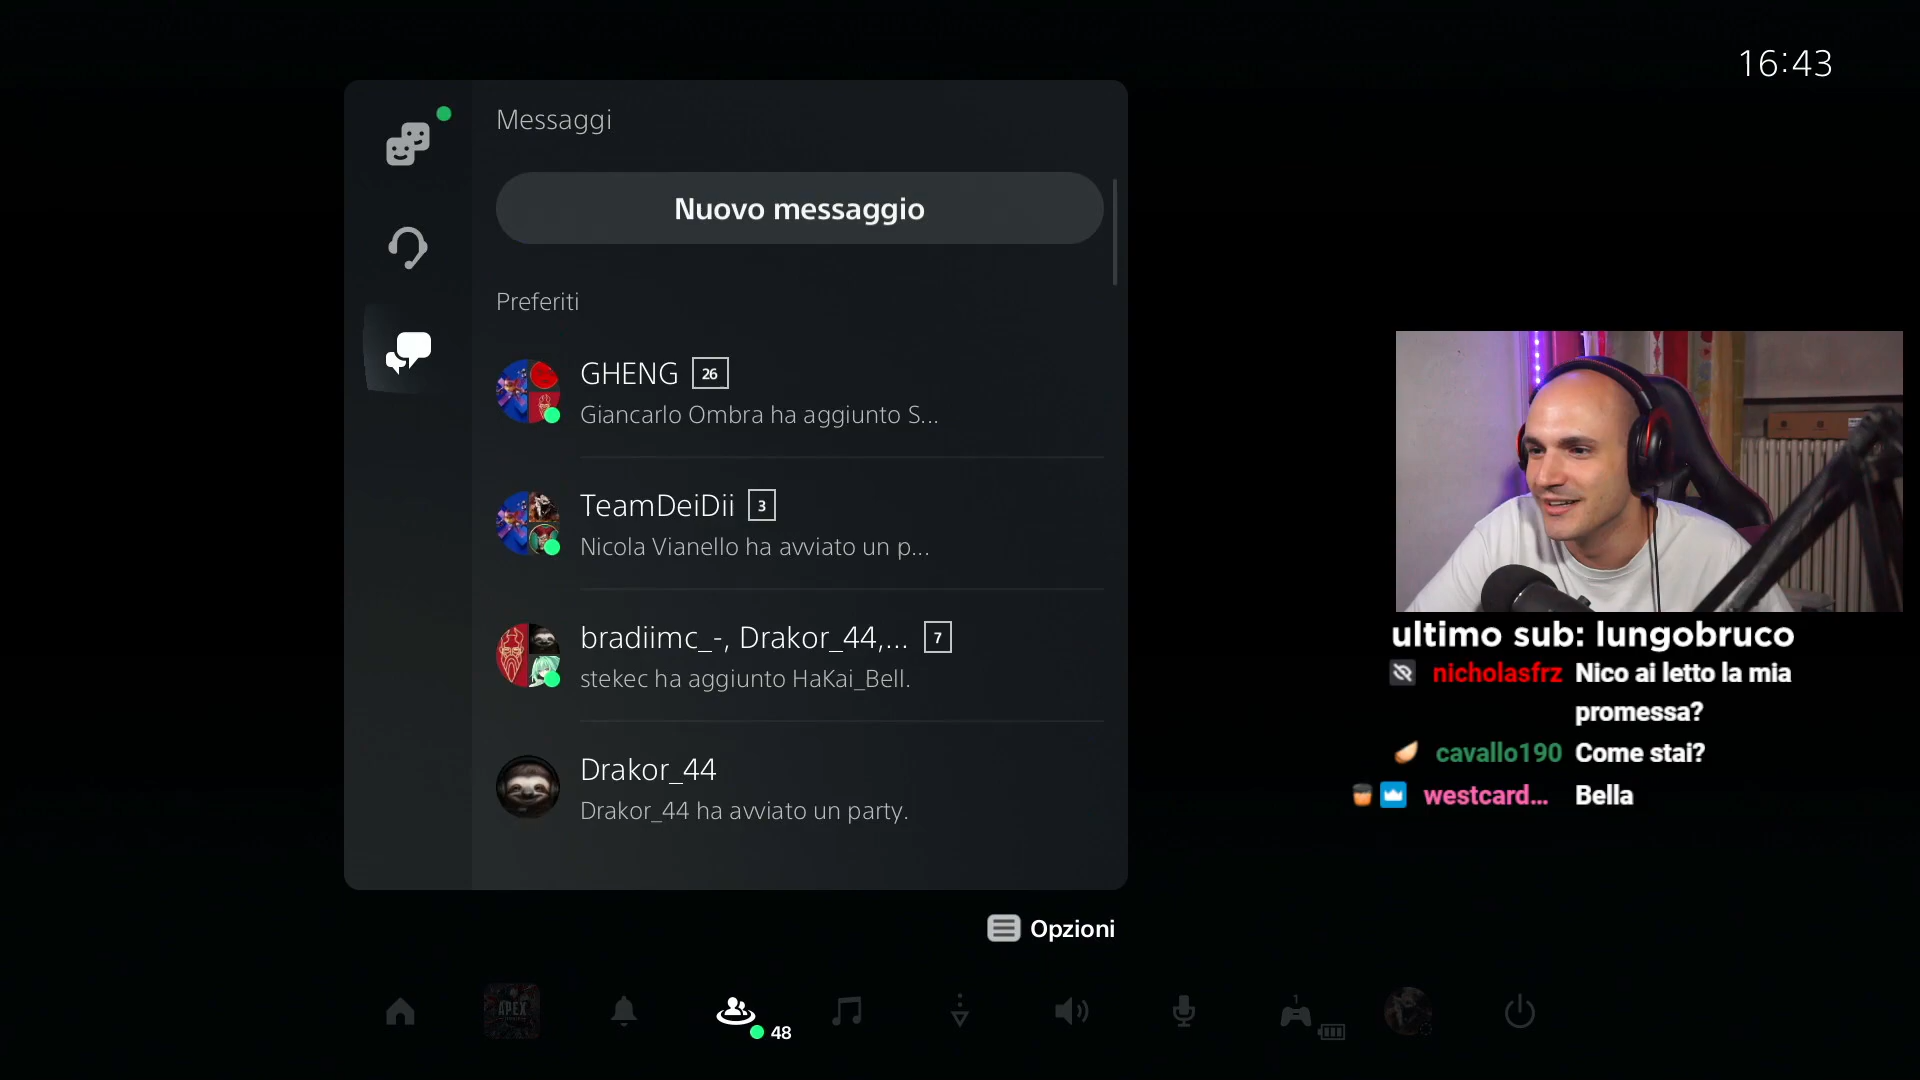 16:43
Messaggi
Nuovo messaggio
Preferiti
GHENG 26
Giancarlo Ombra ha aggiunto S...
TeamDeiDii 3
Nicola Vianello ha avviato un p...
bradiimc_-, Drakor_44,... 7
stekec ha aggiunto HaKai_Bell.
Drakor_44
Drakor_44 ha avviato un party.
Opzioni
ultimo sub: lungobruco
nicholasfrz Nico ai letto la mia
promessa?
cavallo190 Come stai?
westcard... Bella
APEX
48
1